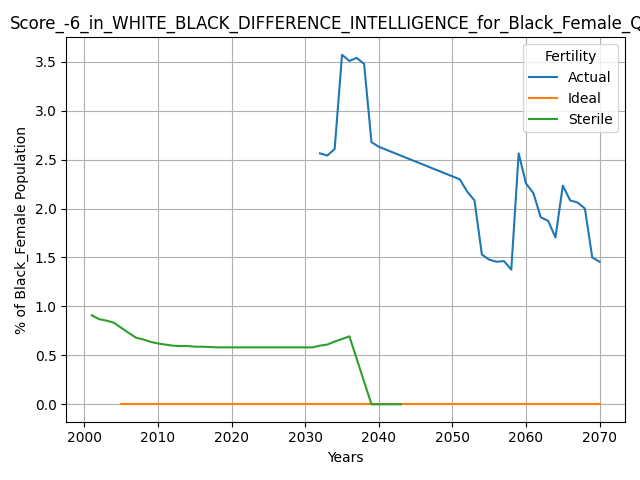 Score_-6_in_WHITE_BLACK_DIFFERENCE_INTELLIGENCE_for_Black_Female_Q
Fertility
Actual
Ideal
Sterile
% of Black_Female Population
3.5
3.0
2.5
2.0
1.5
1.0
0.5
0.0
2000 2010 2020 2030 2040 2050 2060 2070
Years